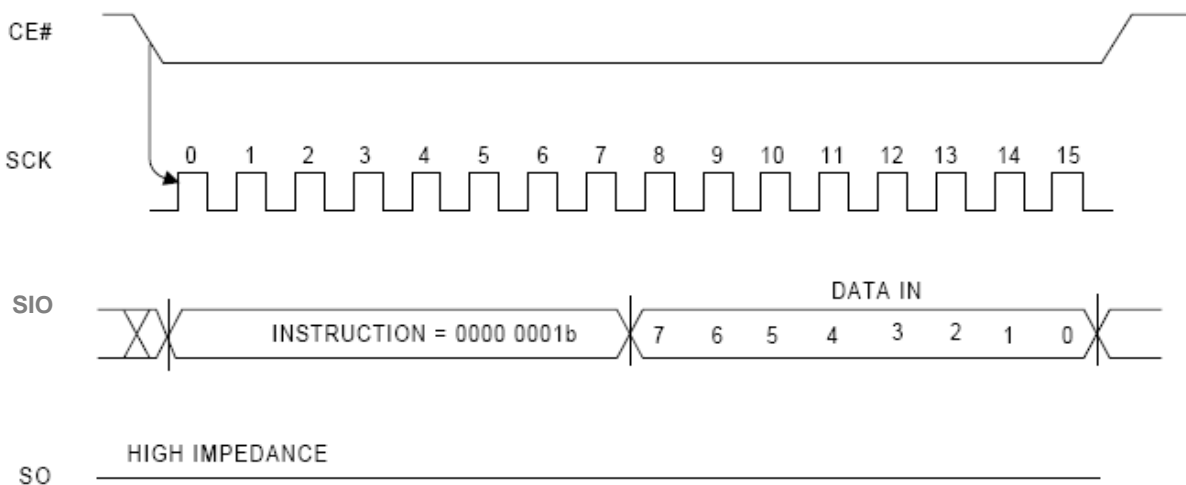 CE#
SCK
0 1 2 3 4 5 6 7 8 9 10 11 12 13 14 15
DATA IN
SIO
INSTRUCTION = 0000 0001b 7 6 5 4 3 2 1 0
HIGH IMPEDANCE
SO